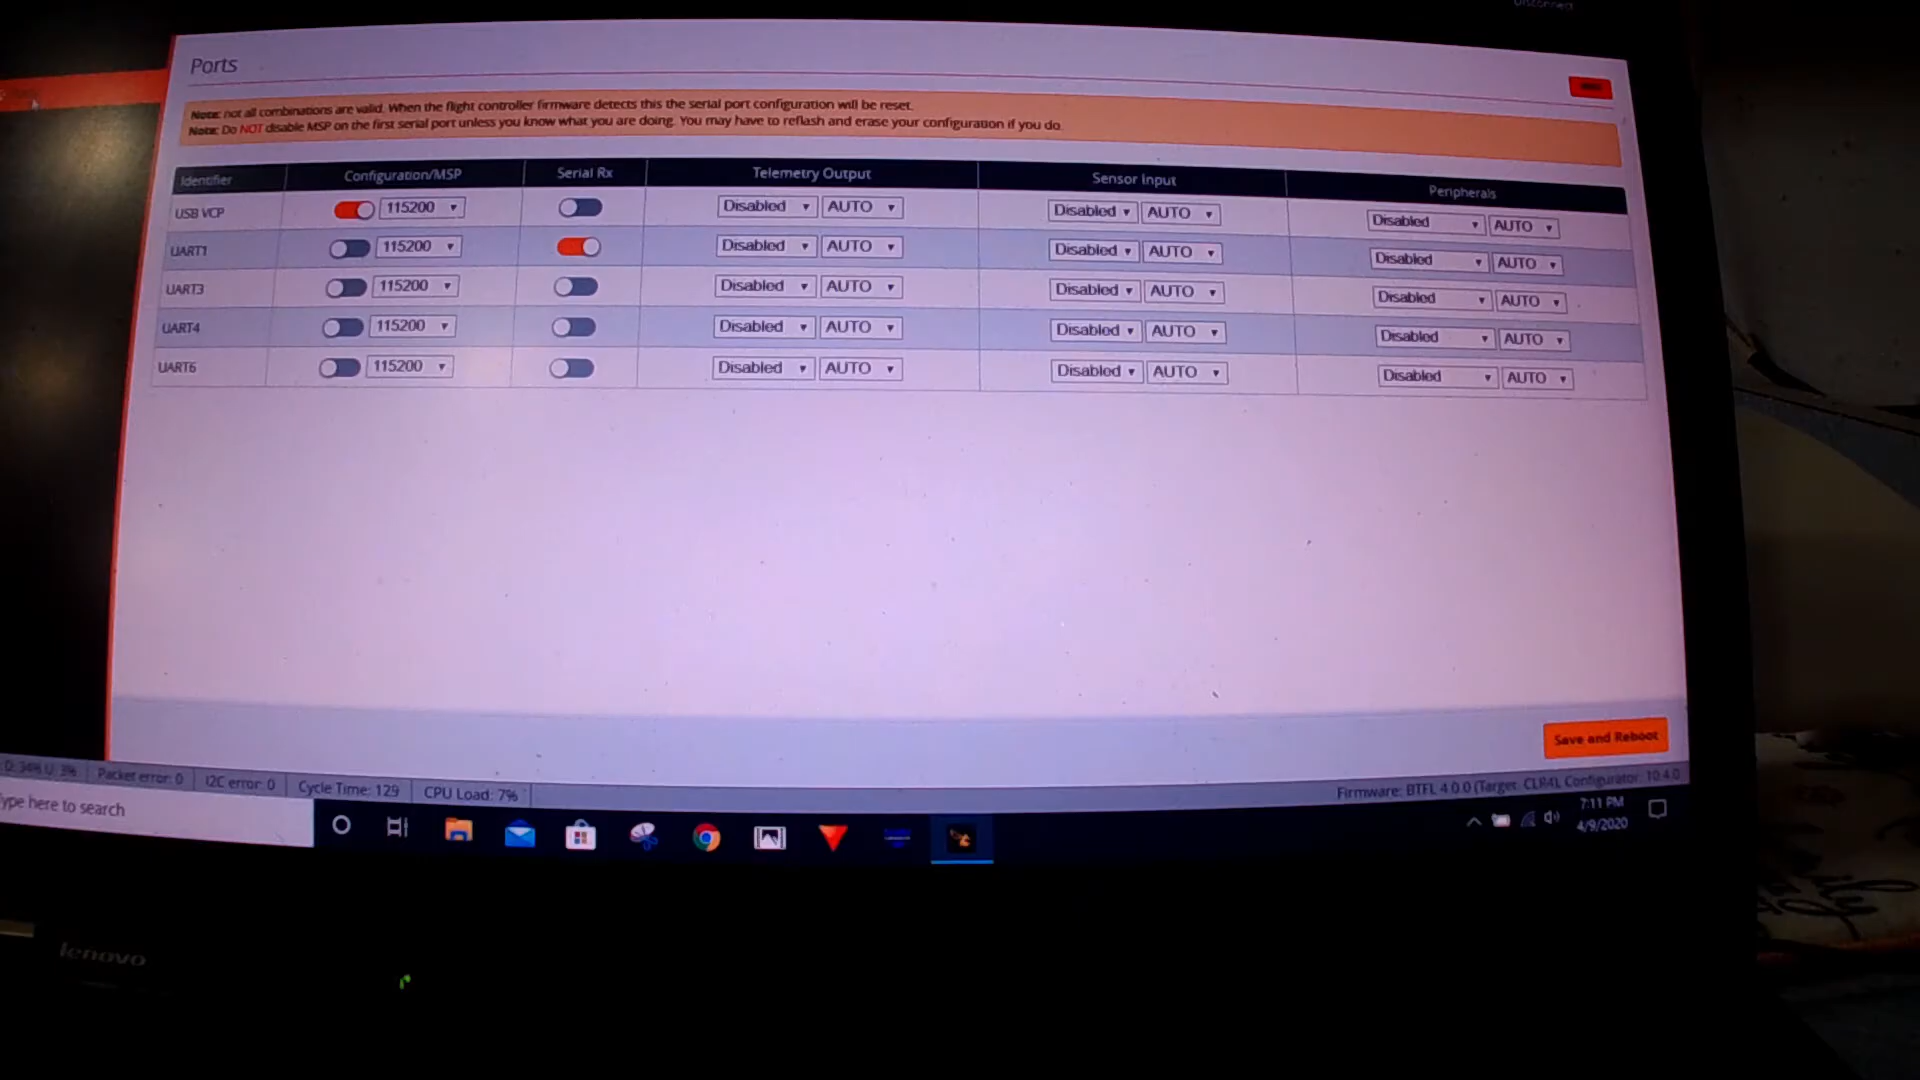 Disconnect
Ports
Note: not all combinations are valid. When the flight controller firmware detects this the serial port configuration will be reset.
Note: Do NOT disable MSP on the first serial port unless you know what you are doing. You may have to reflash and erase your configuration if you do.
Identifier Configuration/MSP Serial Rx Telemetry Output Sensor Input Peripherals
USB VCP 115200 Disabled AUTO Disabled AUTO Disabled AUTO
UART1 115200 Disabled AUTO Disabled AUTO Disabled AUTO
UART3 115200 Disabled AUTO Disabled AUTO Disabled AUTO
UART4 115200 Disabled AUTO Disabled AUTO Disabled AUTO
UART6 115200 Disabled AUTO Disabled AUTO Disabled AUTO
Save and Reboot
D: 34% U: 3% Packet error: 0 I2C error: 0 Cycle Time: 129 CPU Load: 7% Firmware: BTFL 4.0.0 (Target: Configurator: 10.4.0
ype here to search
7:11 PM
4/9/2020
lenovo